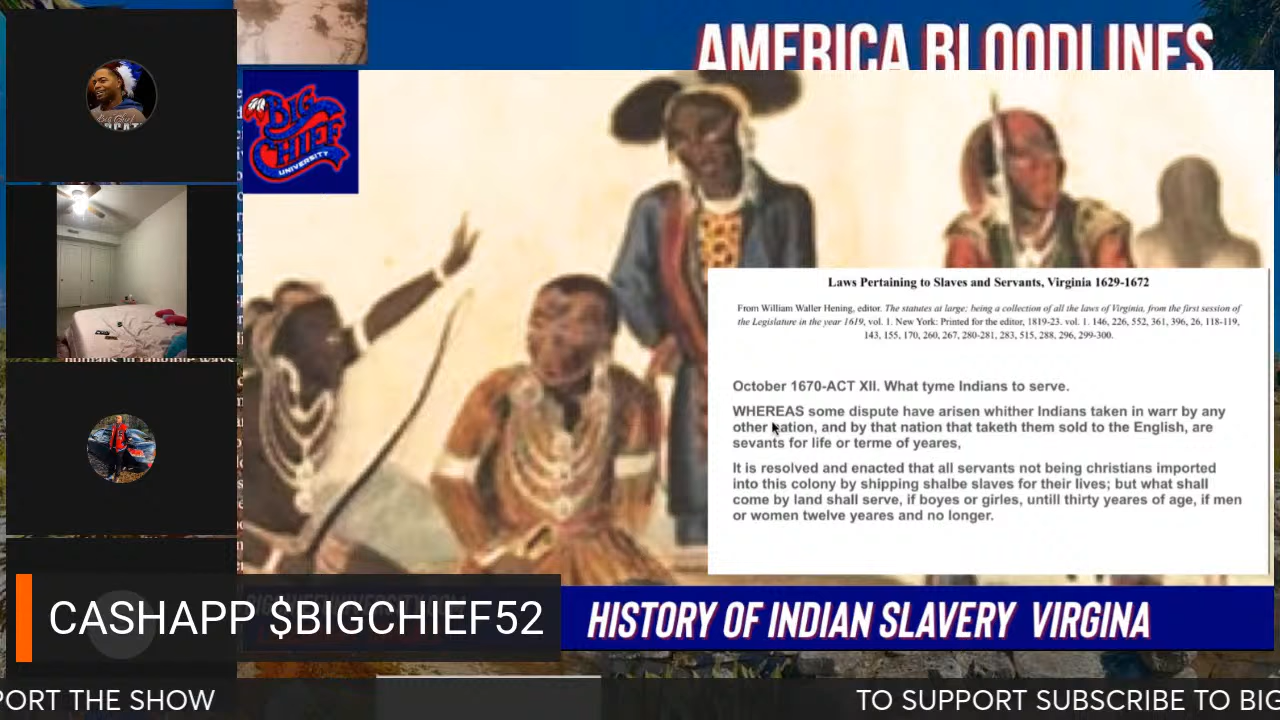 AMERICA BLOODLINES
BIG
CHIEF
UNIVERSITY
Laws Pertaining to Slaves and Servants, Virginia 1629-1672
From William Waller Hening, editor. The statutes at large; being a collection of all the laws of Virginia, from the first session of
the Legislature in the year 1619, vol. 1. New York: Printed for the editor, 1819-23. vol. 1. 146, 226, 552, 361, 396, 26, 118-119,
143, 155, 170, 260, 267, 280-281, 283, 515, 288, 296, 299-300.
October 1670-ACT XII. What tyme Indians to serve.
WHEREAS some dispute have arisen whither Indians taken in warr by any
other nation, and by that nation that taketh them sold to the English, are
sevants for life or terme of yeares,
It is resolved and enacted that all servants not being christians imported
into this colony by shipping shalbe slaves for their lives; but what shall
come by land shall serve, if boyes or girles, untill thirty yeares of age, if men
or women twelve yeares and no longer.
CASHAPP $BIGCHIEF52
HISTORY OF INDIAN SLAVERY VIRGINA
PORT THE SHOW
TO SUPPORT SUBSCRIBE TO BIG